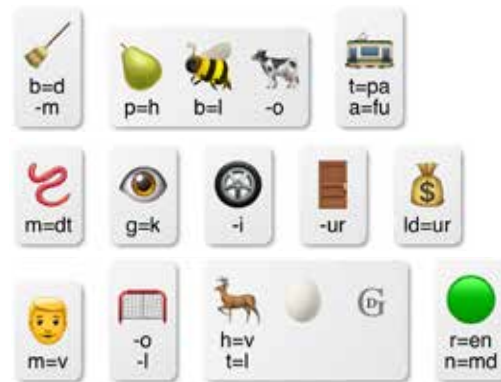 b=d
-m
p=h b=l -o
t=pa
a=fu
m=dt
g=k
-i
-ur
ld=ur
m=v
-o
-l
h=v
t=l
r=en
n=md